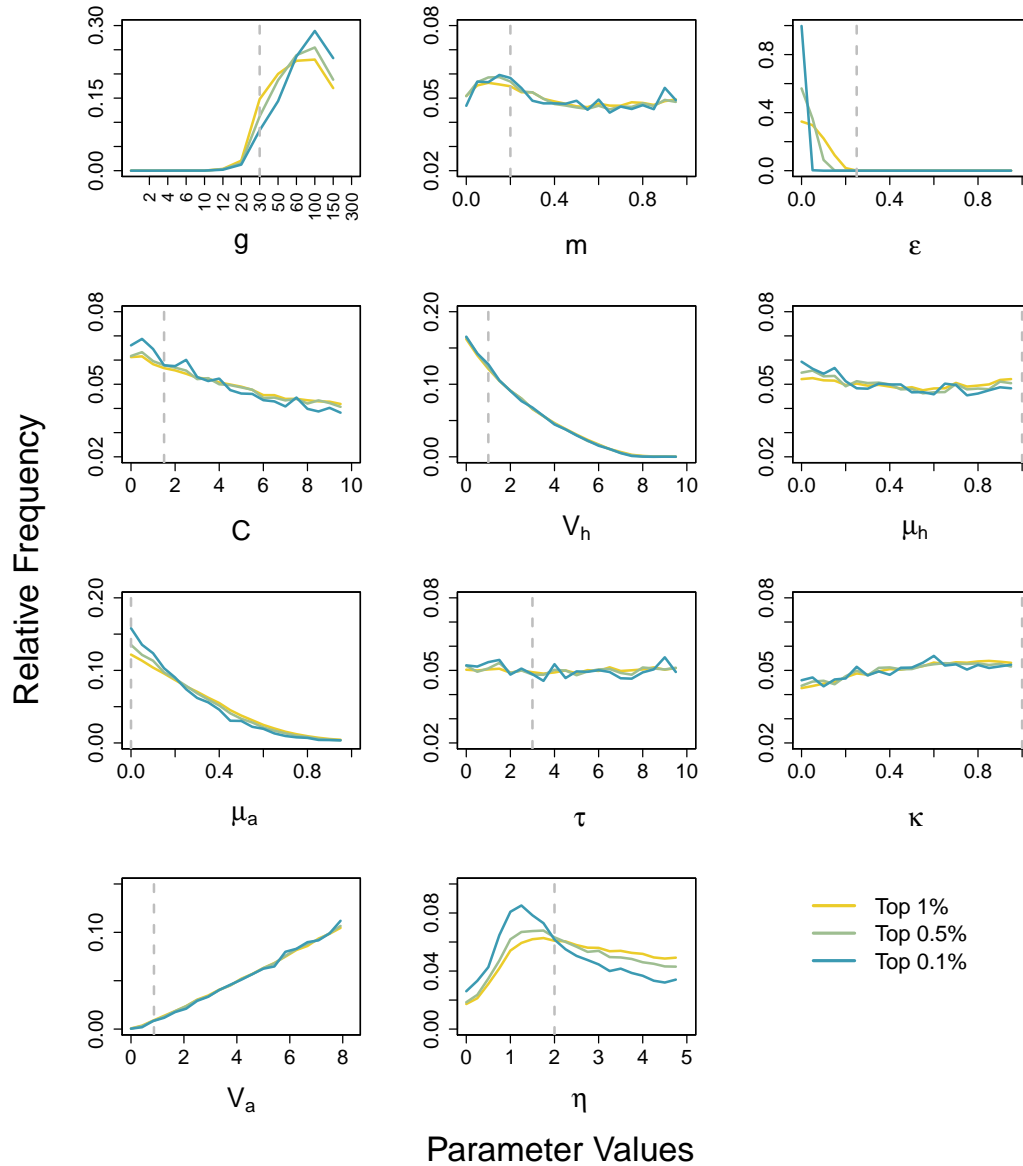 Relative Frequency
0.00 0.15 0.30
2 4 6 10 12 20 30 50 60 100 150 300
g
0.02 0.05 0.08
0.0 0.4 0.8
m
0.0 0.4 0.8
0.0 0.4 0.8
ε
0.02 0.05 0.08
0 2 4 6 8 10
C
0.00 0.10 0.20
0 2 4 6 8 10
Vh
0.02 0.05 0.08
0.0 0.4 0.8
μh
0.00 0.10 0.20
0.0 0.4 0.8
μa
0.02 0.05 0.08
0 2 4 6 8 10
τ
0.02 0.05 0.08
0.0 0.4 0.8
κ
0.00 0.10
0 2 4 6 8
Va
0.00 0.04 0.08
0 1 2 3 4 5
η
Top 1%
Top 0.5%
Top 0.1%
Parameter Values